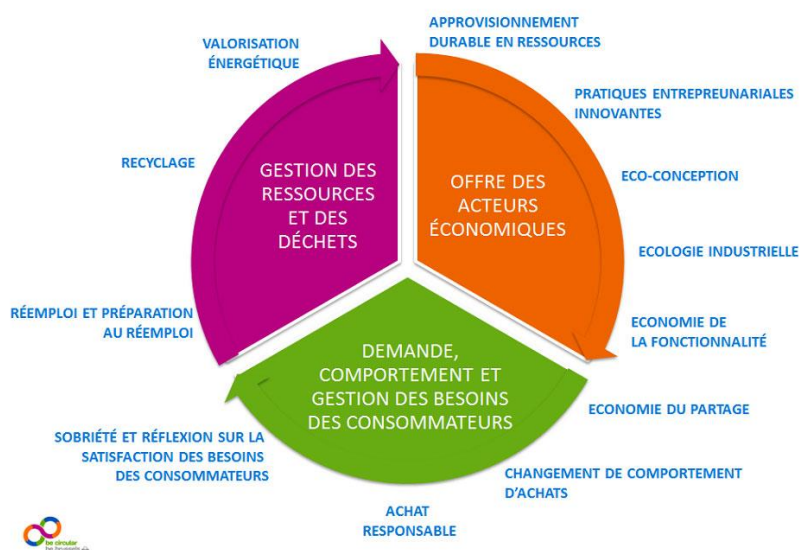 APPROVISIONNEMENT
DURABLE EN RESSOURCES
PRATIQUES ENTREPREUNARIALES
INNOVANTES
ECO-CONCEPTION
ECOLOGIE INDUSTRIELLE
ECONOMIE DE
LA FONCTIONNALITÉ
OFFRE DES
ACTEURS
ÉCONOMIQUES
ECONOMIE DU PARTAGE
CHANGEMENT DE COMPORTEMENT
D'ACHATS
ACHAT
RESPONSABLE
SOBRIÉTÉ ET RÉFLEXION SUR LA
SATISFACTION DES BESOINS
DES CONSOMMATEURS
DEMANDE,
COMPORTEMENT ET
GESTION DES BESOINS
DES CONSOMMATEURS
RÉEMPLOI ET PRÉPARATION
AU RÉEMPLOI
RECYCLAGE
VALORISATION
ÉNERGÉTIQUE
GESTION DES
RESSOURCES
ET DES
DÉCHETS
be circular
be brussels